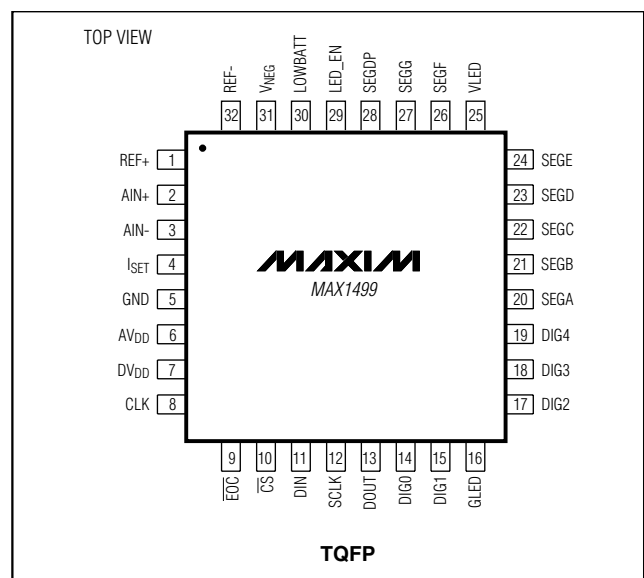 TOP VIEW
REF-
VNEG
LOWBATT
LED_EN
SEGDP
SEGG
SEGF
VLED
32 31 30 29 28 27 26 25
REF+ 1
AIN+ 2
AIN- 3
ISET 4
GND 5
AVDD 6
DVDD 7
CLK 8
MAXIM
MAX1499
24 SEGE
23 SEGD
22 SEGC
21 SEGB
20 SEGA
19 DIG4
18 DIG3
17 DIG2
9 10 11 12 13 14 15 16
E̅O̅C̅
C̅S̅
DIN
SCLK
DOUT
DIG0
DIG1
GLED
TQFP